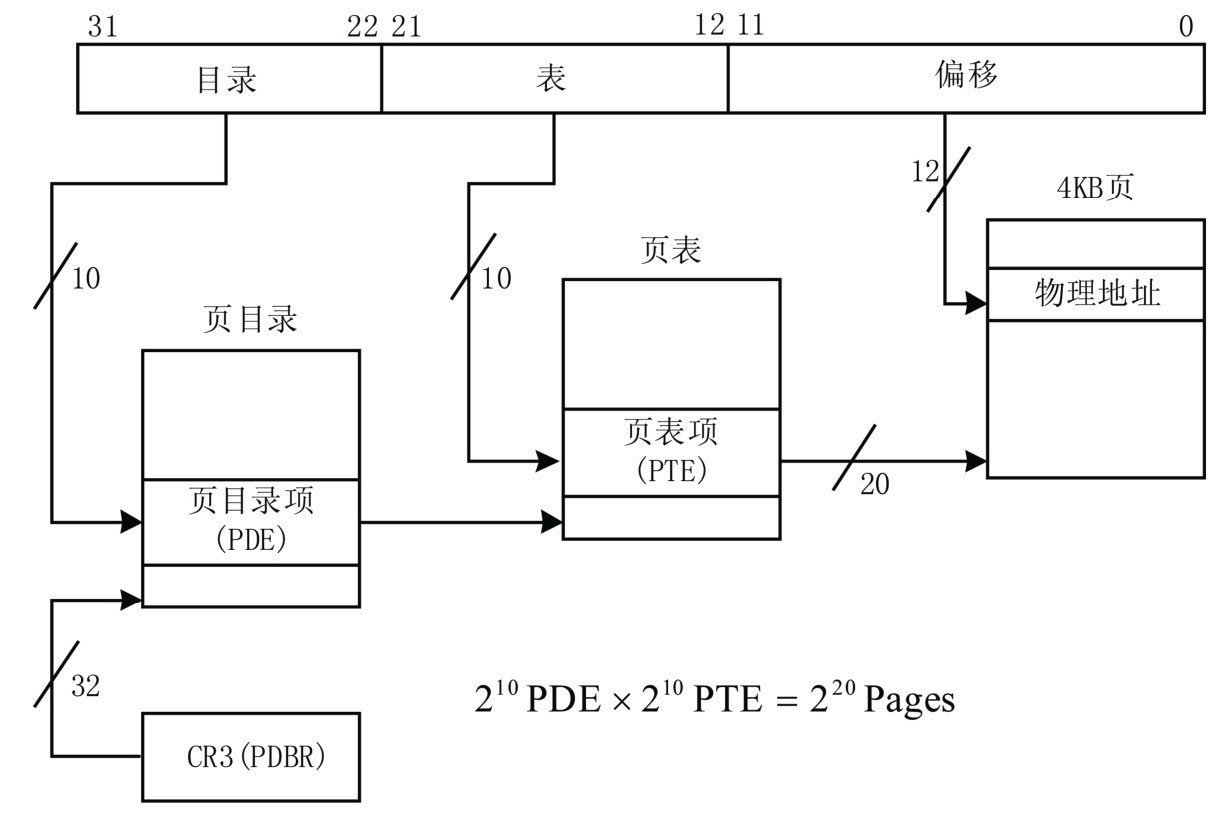 31 22 21 12 11 0
目录 表 偏移
12
4KB页
10
10
页表
物理地址
页目录
页表项
(PTE)
20
页目录项
(PDE)
32
2^10 PDE × 2^10 PTE = 2^20 Pages
CR3(PDBR)